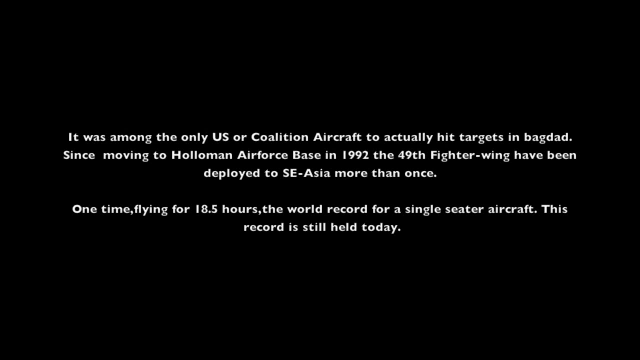 It was among the only US or Coalition Aircraft to actually hit targets in bagdad.
Since  moving to Holloman Airforce Base in 1992 the 49th Fighter-wing have been
deployed to SE-Asia more than once.
One time,flying for 18.5 hours,the world record for a single seater aircraft. This
record is still held today.